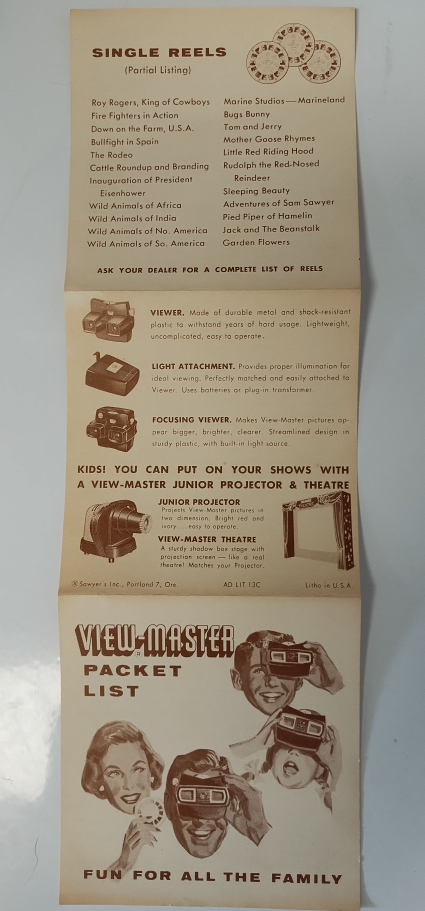 SINGLE REELS
(Partial Listing)
Roy Rogers, King of Cowboys
Fire Fighters in Action
Down on the Farm, U.S.A.
Bullfight in Spain
The Rodeo
Cattle Roundup and Branding
Inauguration of President
Eisenhower
Wild Animals of Africa
Wild Animals of India
Wild Animals of No. America
Wild Animals of So. America
Marine Studios — Marineland
Bugs Bunny
Tom and Jerry
Mother Goose Rhymes
Little Red Riding Hood
Rudolph the Red-Nosed
Reindeer
Sleeping Beauty
Adventures of Sam Sawyer
Pied Piper of Hamelin
Jack and The Beanstalk
Garden Flowers
ASK YOUR DEALER FOR A COMPLETE LIST OF REELS
VIEWER. Made of durable metal and shock-resistant
plastic to withstand years of hard usage. Lightweight,
uncomplicated, easy to operate.
LIGHT ATTACHMENT. Provides proper illumination for
ideal viewing. Perfectly matched and easily attached to
Viewer. Uses batteries or plug-in transformer.
FOCUSING VIEWER. Makes View-Master pictures ap-
pear bigger, brighter, clearer. Streamlined design in
sturdy plastic, with built-in light source.
KIDS! YOU CAN PUT ON YOUR SHOWS WITH
A VIEW-MASTER JUNIOR PROJECTOR & THEATRE
JUNIOR PROJECTOR
Projects View-Master pictures in
two dimension. Bright red and
ivory . . . easy to operate.
VIEW-MASTER THEATRE
A sturdy shadow box stage with
projection screen — like a real
theatre! Matches your Projector.
® Sawyer's Inc., Portland 7, Ore. AD LIT 13C. Litho in U.S.A.
VIEW-MASTER
PACKET
LIST
FUN FOR ALL THE FAMILY